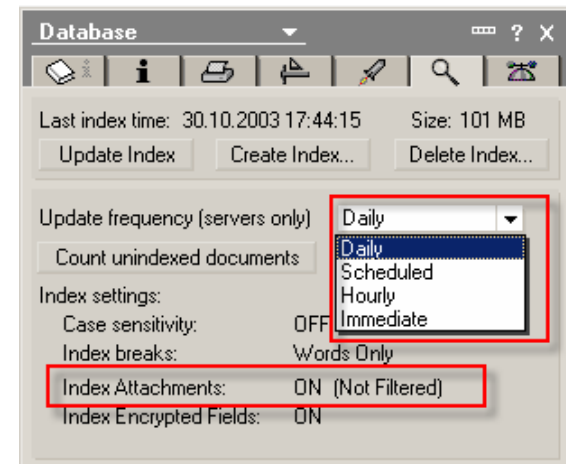 Database
? X
i i
Last index time: 30.10.2003 17:44:15 Size: 101 MB
Update Index Create Index... Delete Index...
Update frequency (servers only) Daily
Count unindexed documents
Daily
Scheduled
Hourly
Immediate
Index settings:
Case sensitivity: OFF
Index breaks: Words Only
Index Attachments: ON (Not Filtered)
Index Encrypted Fields: ON